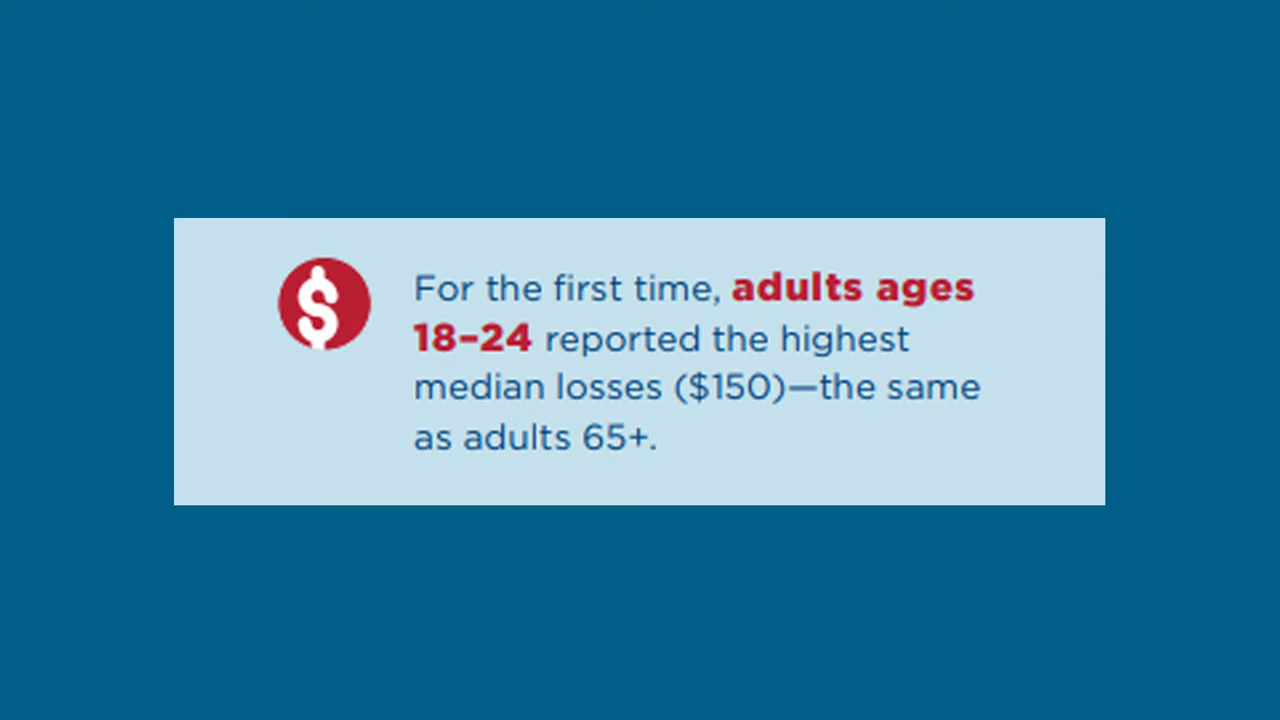 For the first time, adults ages
18–24 reported the highest
median losses ($150)—the same
as adults 65+.